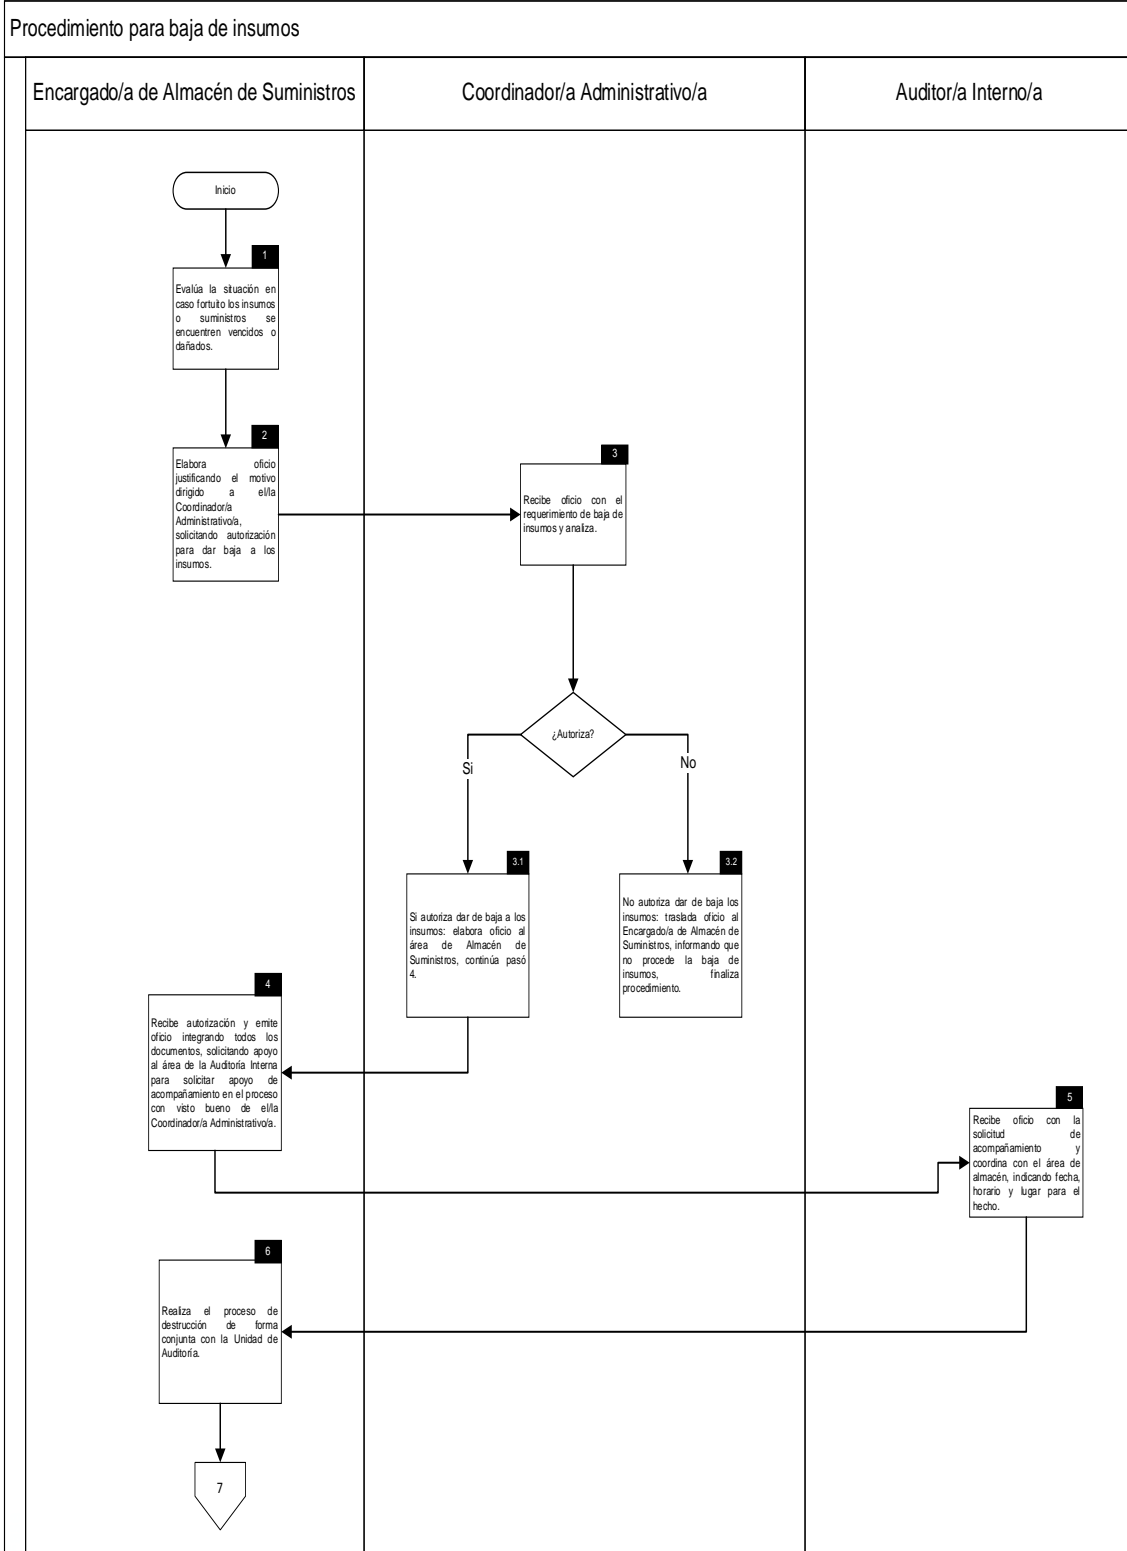 Procedimiento para baja de insumos
Encargado/a de Almacén de Suministros
Coordinador/a Administrativo/a
Auditor/a Interno/a
Inicio
1
Evalúa la situación en
caso fortuito los insumos
o suministros se
encuentren vencidos o
dañados.
2
Elabora oficio
justificando el motivo
dirigido a el/la
Coordinador/a
Administrativo/a,
solicitando autorización
para dar baja a los
insumos.
3
Recibe oficio con el
requerimiento de baja de
insumos y analiza.
¿Autoriza?
Si
No
3.1
Si autoriza dar de baja a los
insumos: elabora oficio al
área de Almacén de
Suministros, continúa pasó
4.
3.2
No autoriza dar de baja los
insumos: traslada oficio al
Encargado/a de Almacén de
Suministros, informando que
no procede la baja de
insumos, finaliza
procedimiento.
4
Recibe autorización y emite
oficio integrando todos los
documentos, solicitando apoyo
al área de la Auditoría Interna
para solicitar apoyo de
acompañamiento en el proceso
con visto bueno de el/la
Coordinador/a Administrativo/a.
5
Recibe oficio con la
solicitud de
acompañamiento y
coordina con el área de
almacén, indicando fecha,
horario y lugar para el
hecho.
6
Realiza el proceso de
destrucción de forma
conjunta con la Unidad de
Auditoría.
7